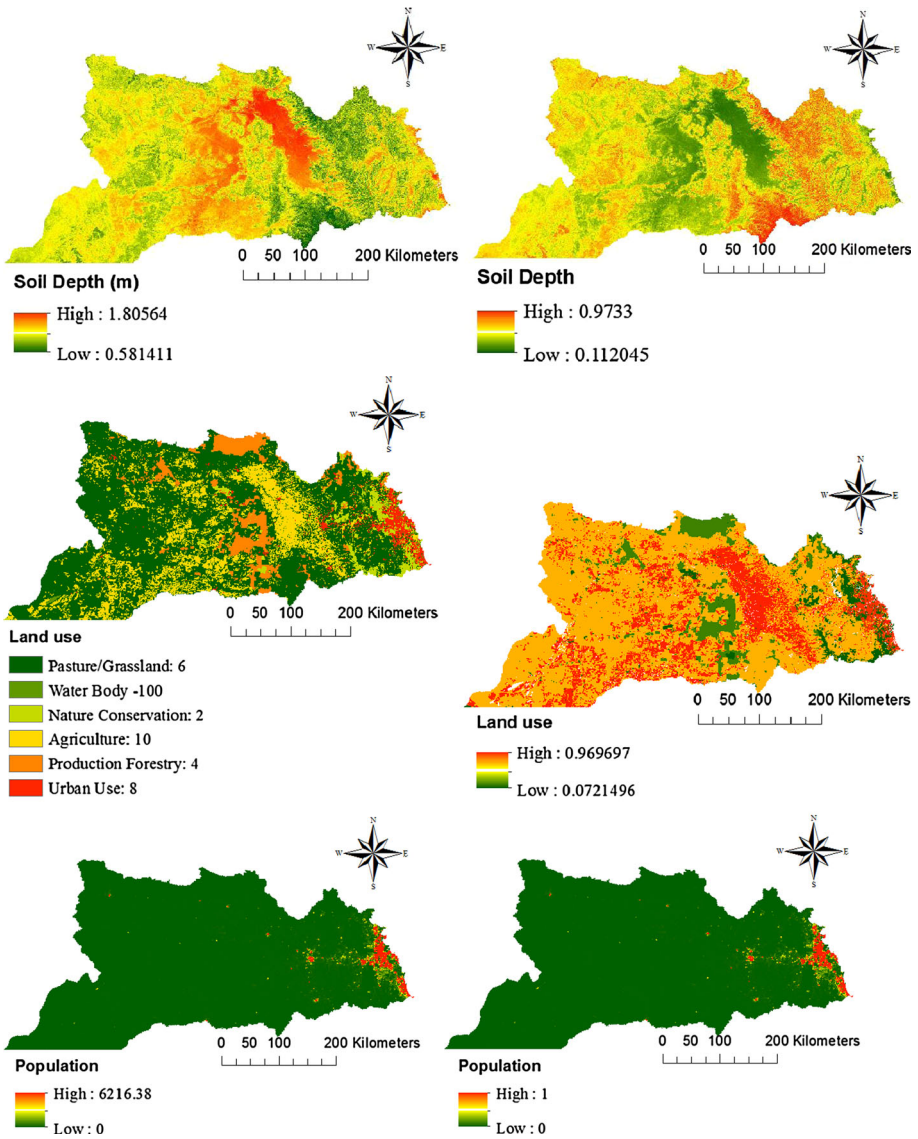 N
W E
S
0 50 100 200 Kilometers
Soil Depth (m)
High : 1.80564
Low : 0.581411
N
W E
S
0 50 100 200 Kilometers
Soil Depth
High : 0.9733
Low : 0.112045
N
W E
S
0 50 100 200 Kilometers
Land use
Pasture/Grassland: 6
Water Body -100
Nature Conservation: 2
Agriculture: 10
Production Forestry: 4
Urban Use: 8
N
W E
S
0 50 100 200 Kilometers
Land use
High : 0.969697
Low : 0.0721496
N
W E
S
0 50 100 200 Kilometers
Population
High : 6216.38
Low : 0
N
W E
S
0 50 100 200 Kilometers
Population
High : 1
Low : 0